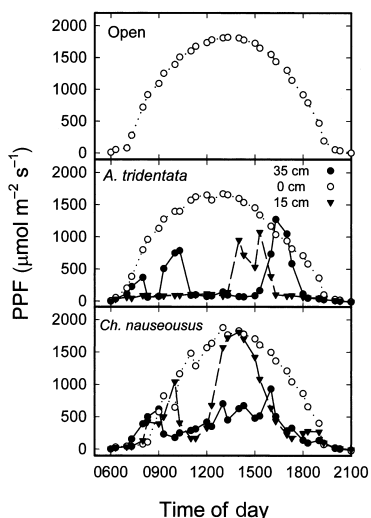 2000
Open
1500
1000
500
0
2000
A. tridentata
35 cm
0 cm
15 cm
1500
1000
500
0
2000
Ch. nauseousus
1500
1000
500
0
0600 0900 1200 1500 1800 2100
Time of day
PPF (μmol m⁻² s⁻¹)